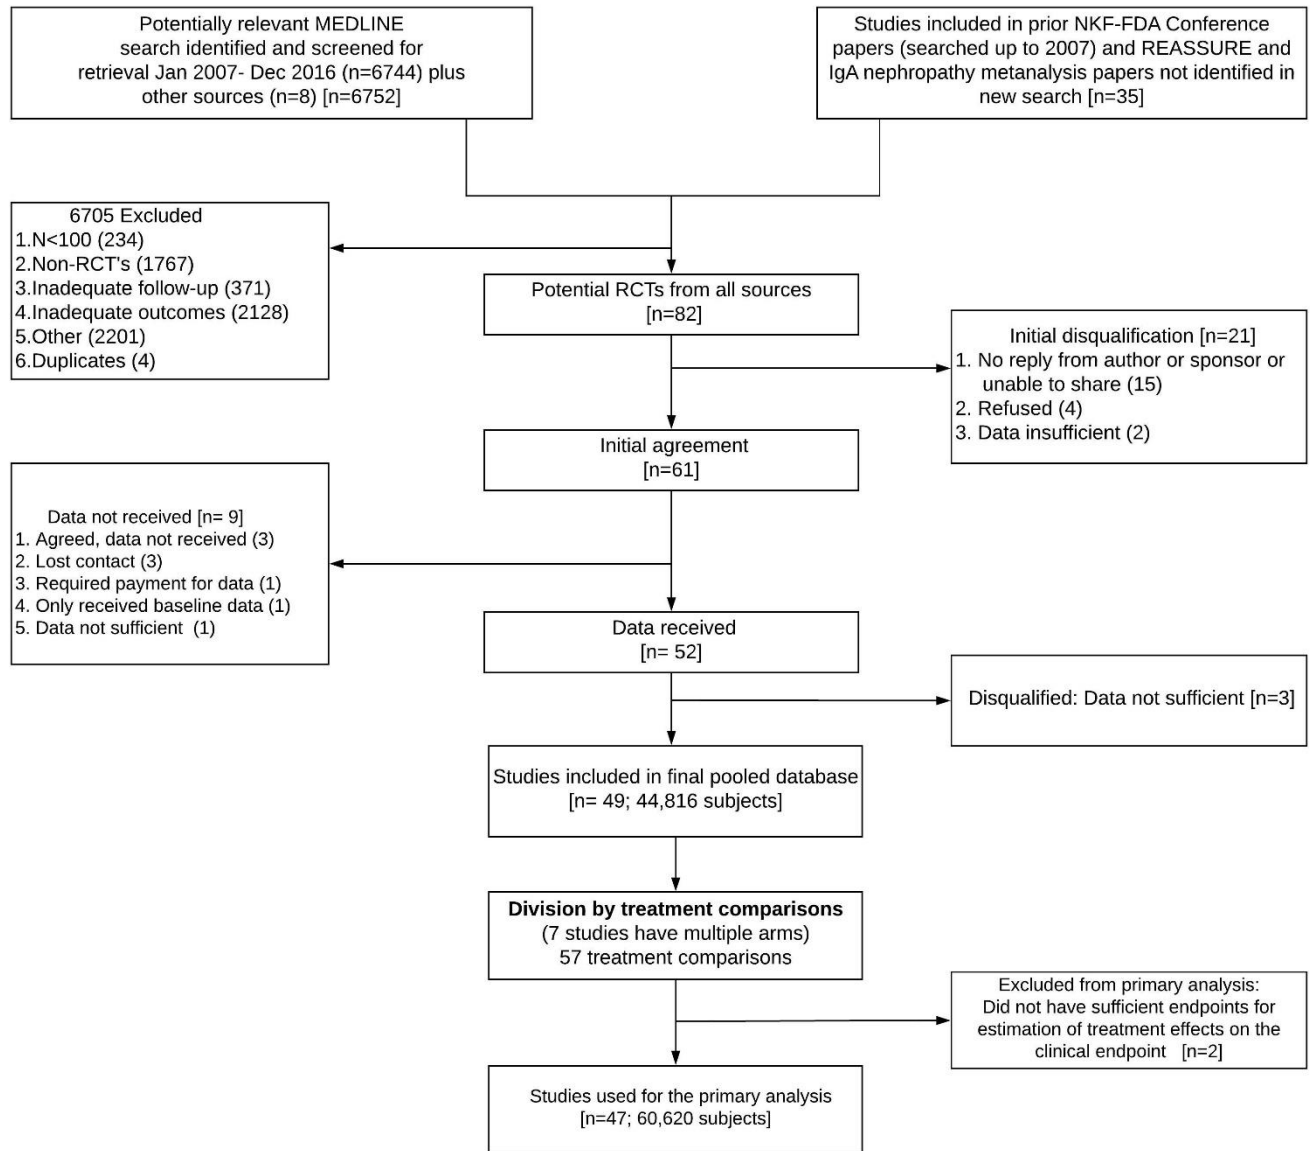 Potentially relevant MEDLINE
search identified and screened for
retrieval Jan 2007- Dec 2016 (n=6744) plus
other sources (n=8) [n=6752]
Studies included in prior NKF-FDA Conference
papers (searched up to 2007) and REASSURE and
IgA nephropathy metanalysis papers not identified in
new search [n=35]
6705 Excluded
1.N<100 (234)
2.Non-RCT's (1767)
3.Inadequate follow-up (371)
4.Inadequate outcomes (2128)
5.Other (2201)
6.Duplicates (4)
Potential RCTs from all sources
[n=82]
Initial disqualification [n=21]
1. No reply from author or sponsor or
unable to share (15)
2. Refused (4)
3. Data insufficient (2)
Initial agreement
[n=61]
Data not received [n= 9]
1. Agreed, data not received (3)
2. Lost contact (3)
3. Required payment for data (1)
4. Only received baseline data (1)
5. Data not sufficient (1)
Data received
[n= 52]
Disqualified: Data not sufficient [n=3]
Studies included in final pooled database
[n= 49; 44,816 subjects]
Division by treatment comparisons
(7 studies have multiple arms)
57 treatment comparisons
Excluded from primary analysis:
Did not have sufficient endpoints for
estimation of treatment effects on the
clinical endpoint [n=2]
Studies used for the primary analysis
[n=47; 60,620 subjects]